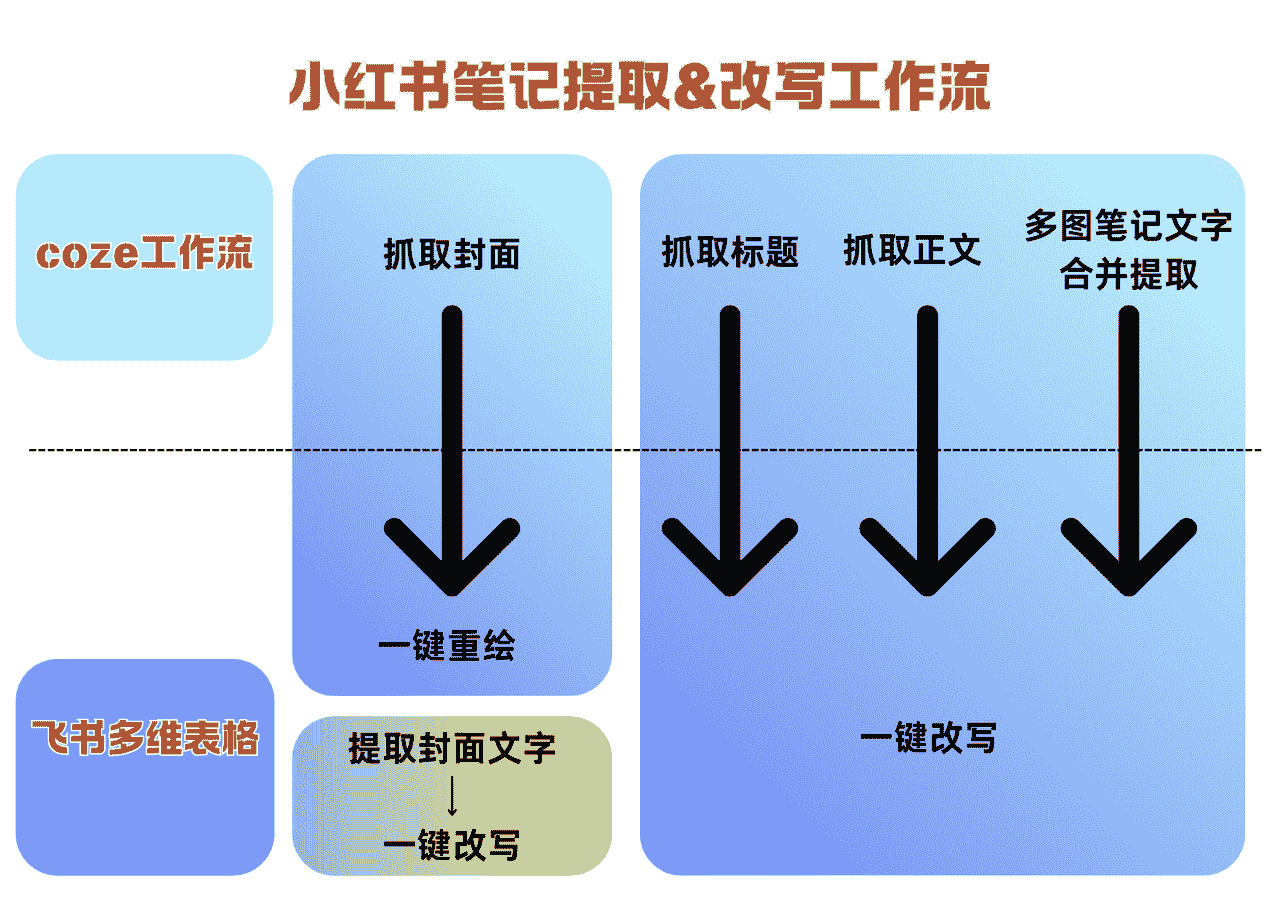 小红书笔记提取&改写工作流
coze工作流
抓取封面
抓取标题
抓取正文
多图笔记文字
合并提取
一键重绘
飞书多维表格
提取封面文字
一键改写
一键改写